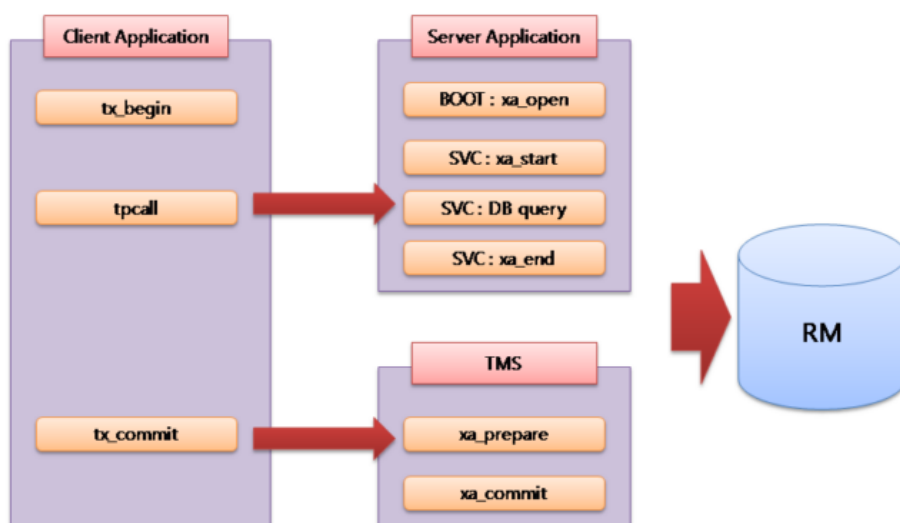 Client Application
tx_begin
tpcall
tx_commit
Server Application
BOOT : xa_open
SVC : xa_start
SVC : DB query
SVC : xa_end
TMS
xa_prepare
xa_commit
RM